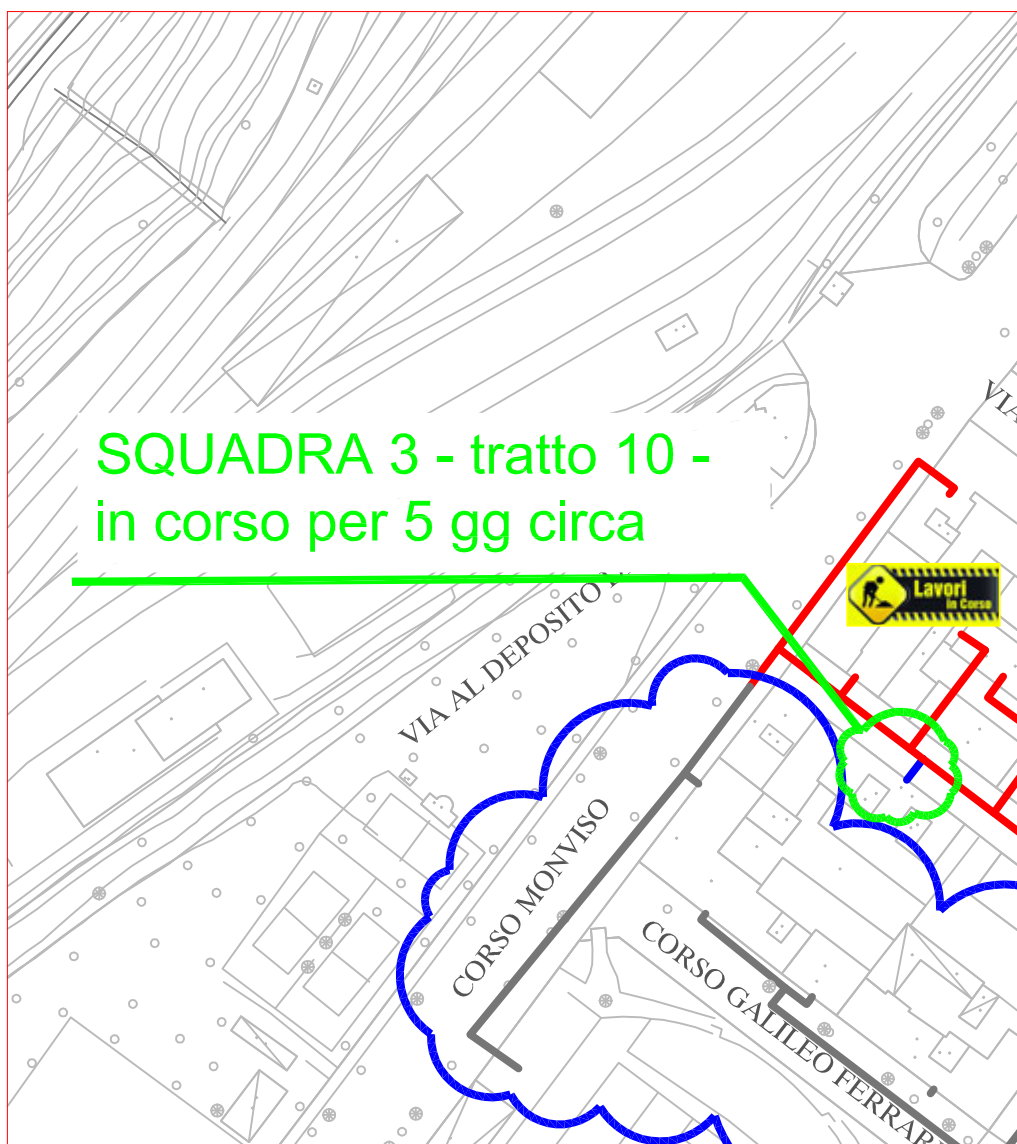 SQUADRA 3 - tratto 10 -
in corso per 5 gg circa
VIA
Lavori
In Corso
VIA AL DEPOSITO
CORSO MONVISO
CORSO GALILEO FERRAR